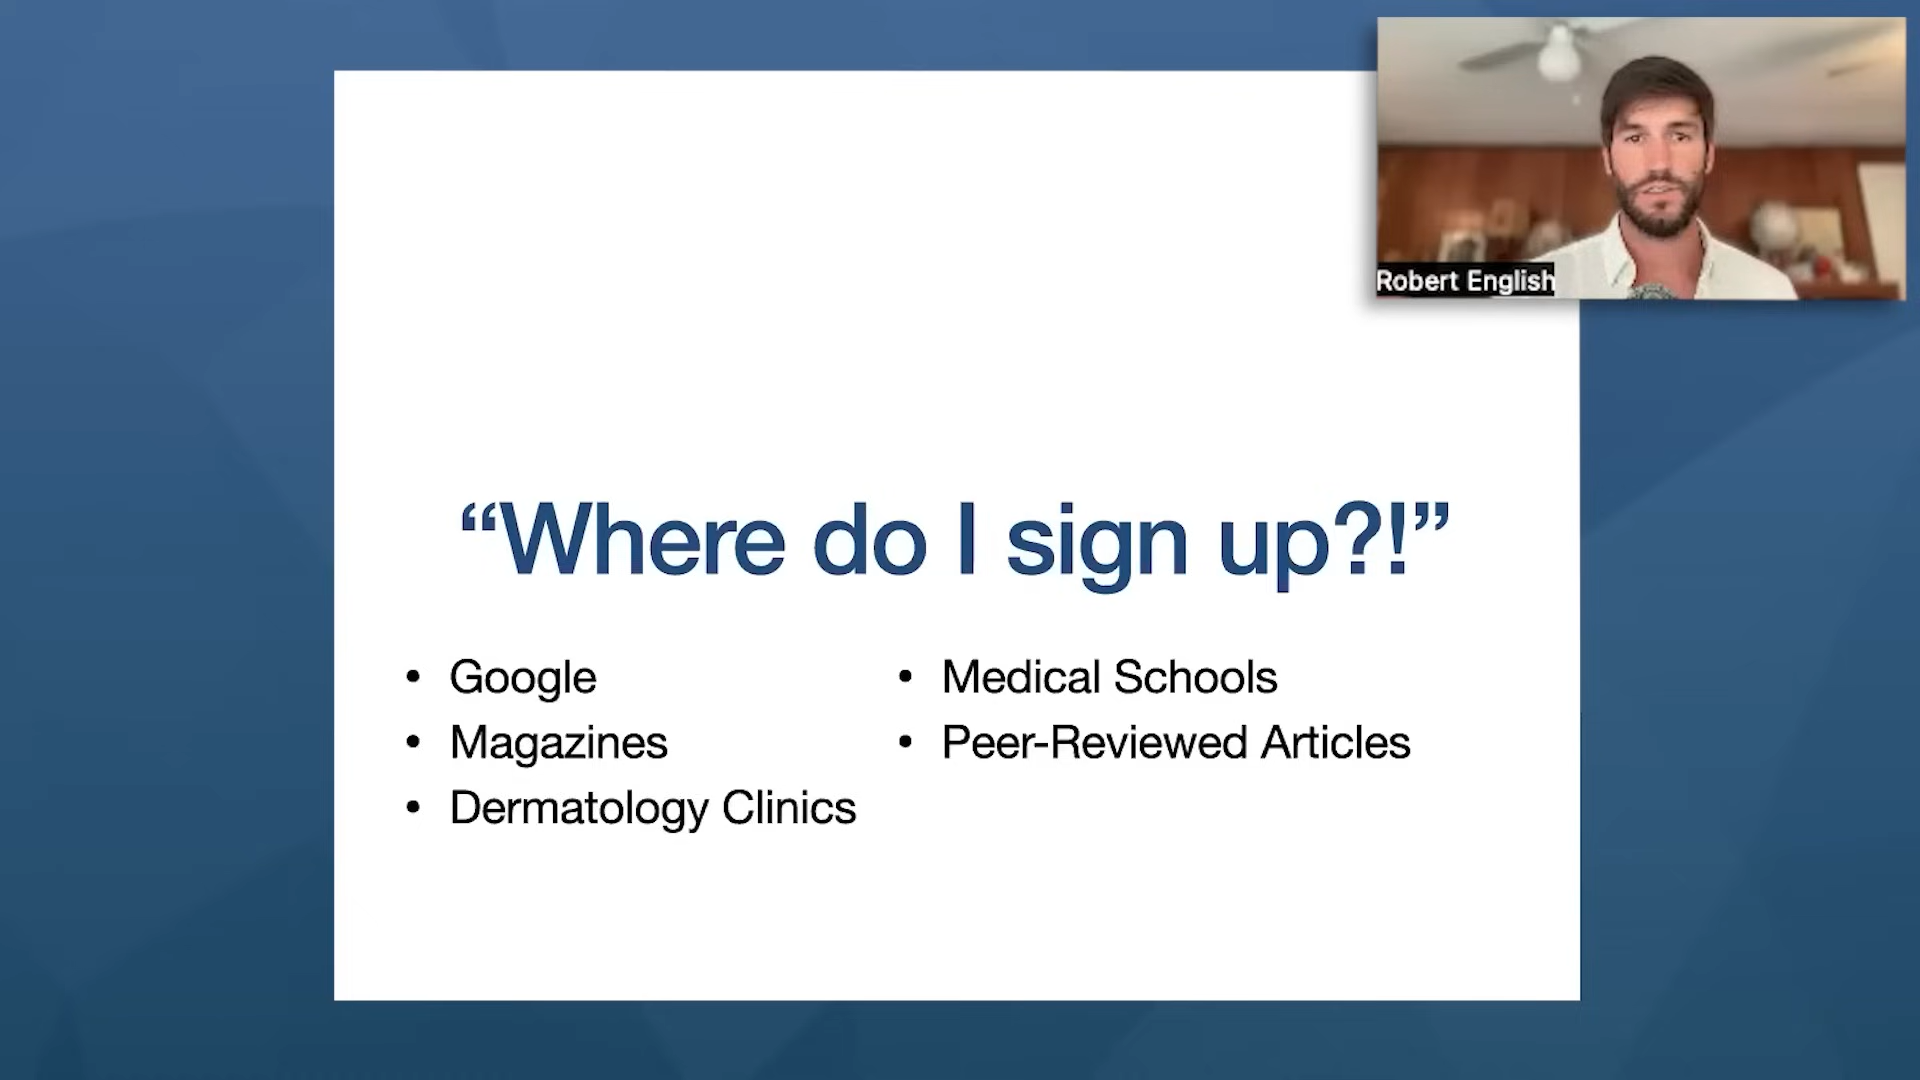 Robert English
“Where do I sign up?!”
• Google
• Magazines
• Dermatology Clinics
• Medical Schools
• Peer-Reviewed Articles